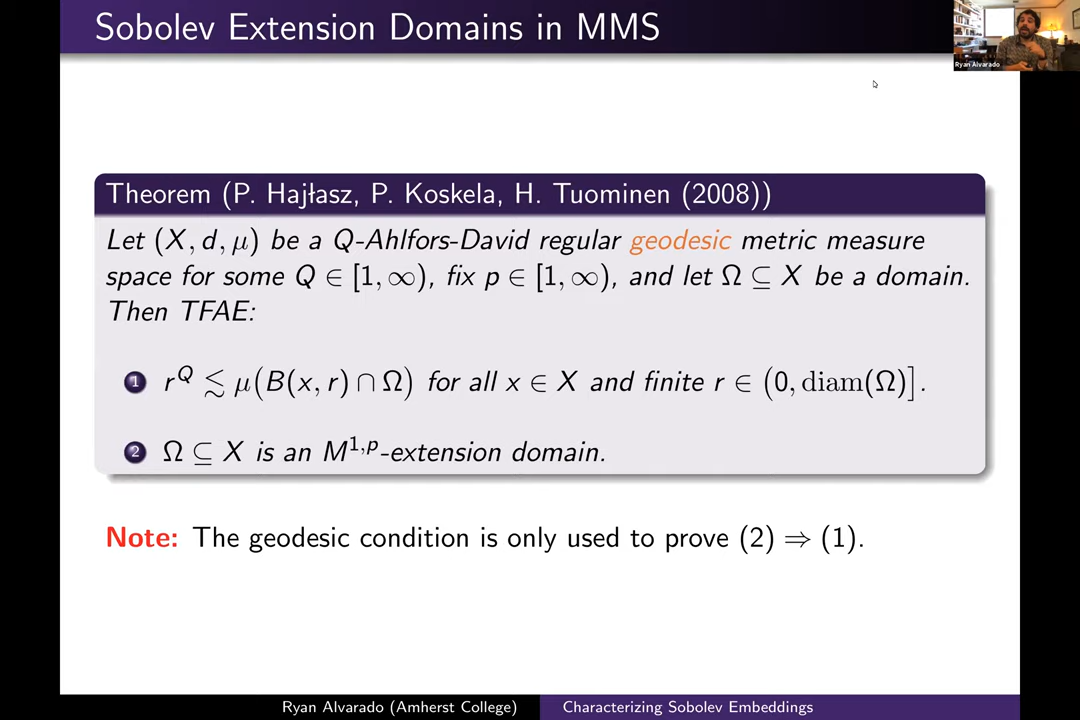 Sobolev Extension Domains in MMS
Ryan Alvarado
Theorem (P. Hajłasz, P. Koskela, H. Tuominen (2008))
Let (X, d, μ) be a Q-Ahlfors-David regular geodesic metric measure
space for some Q ∈ [1, ∞), fix p ∈ [1, ∞), and let Ω ⊆ X be a domain.
Then TFAE:
1 r^Q ≲ μ(B(x, r) ∩ Ω) for all x ∈ X and finite r ∈ (0, diam(Ω)].
2 Ω ⊆ X is an M^{1,p}-extension domain.
Note: The geodesic condition is only used to prove (2) ⇒ (1).
Ryan Alvarado (Amherst College)
Characterizing Sobolev Embeddings